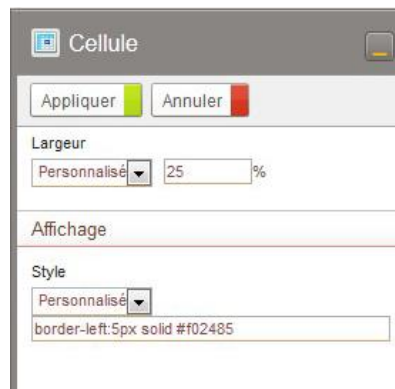 Cellule
Appliquer Annuler
Largeur
Personnalisé 25 %
Affichage
Style
Personnalisé
border-left:5px solid #f02485